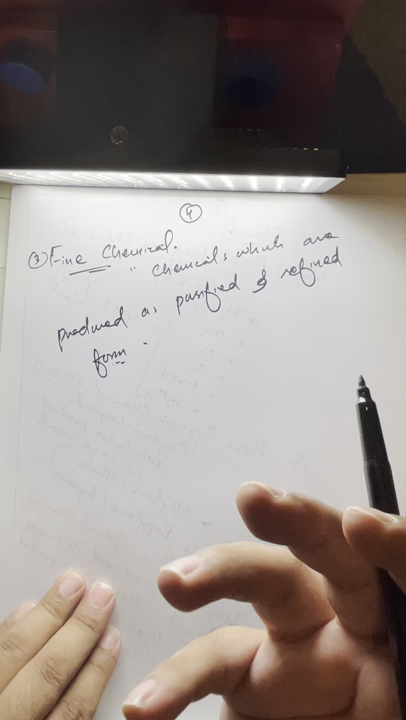 4
③ Fine Chemical.
" Chemicals which are
produced as purified & refined
form.